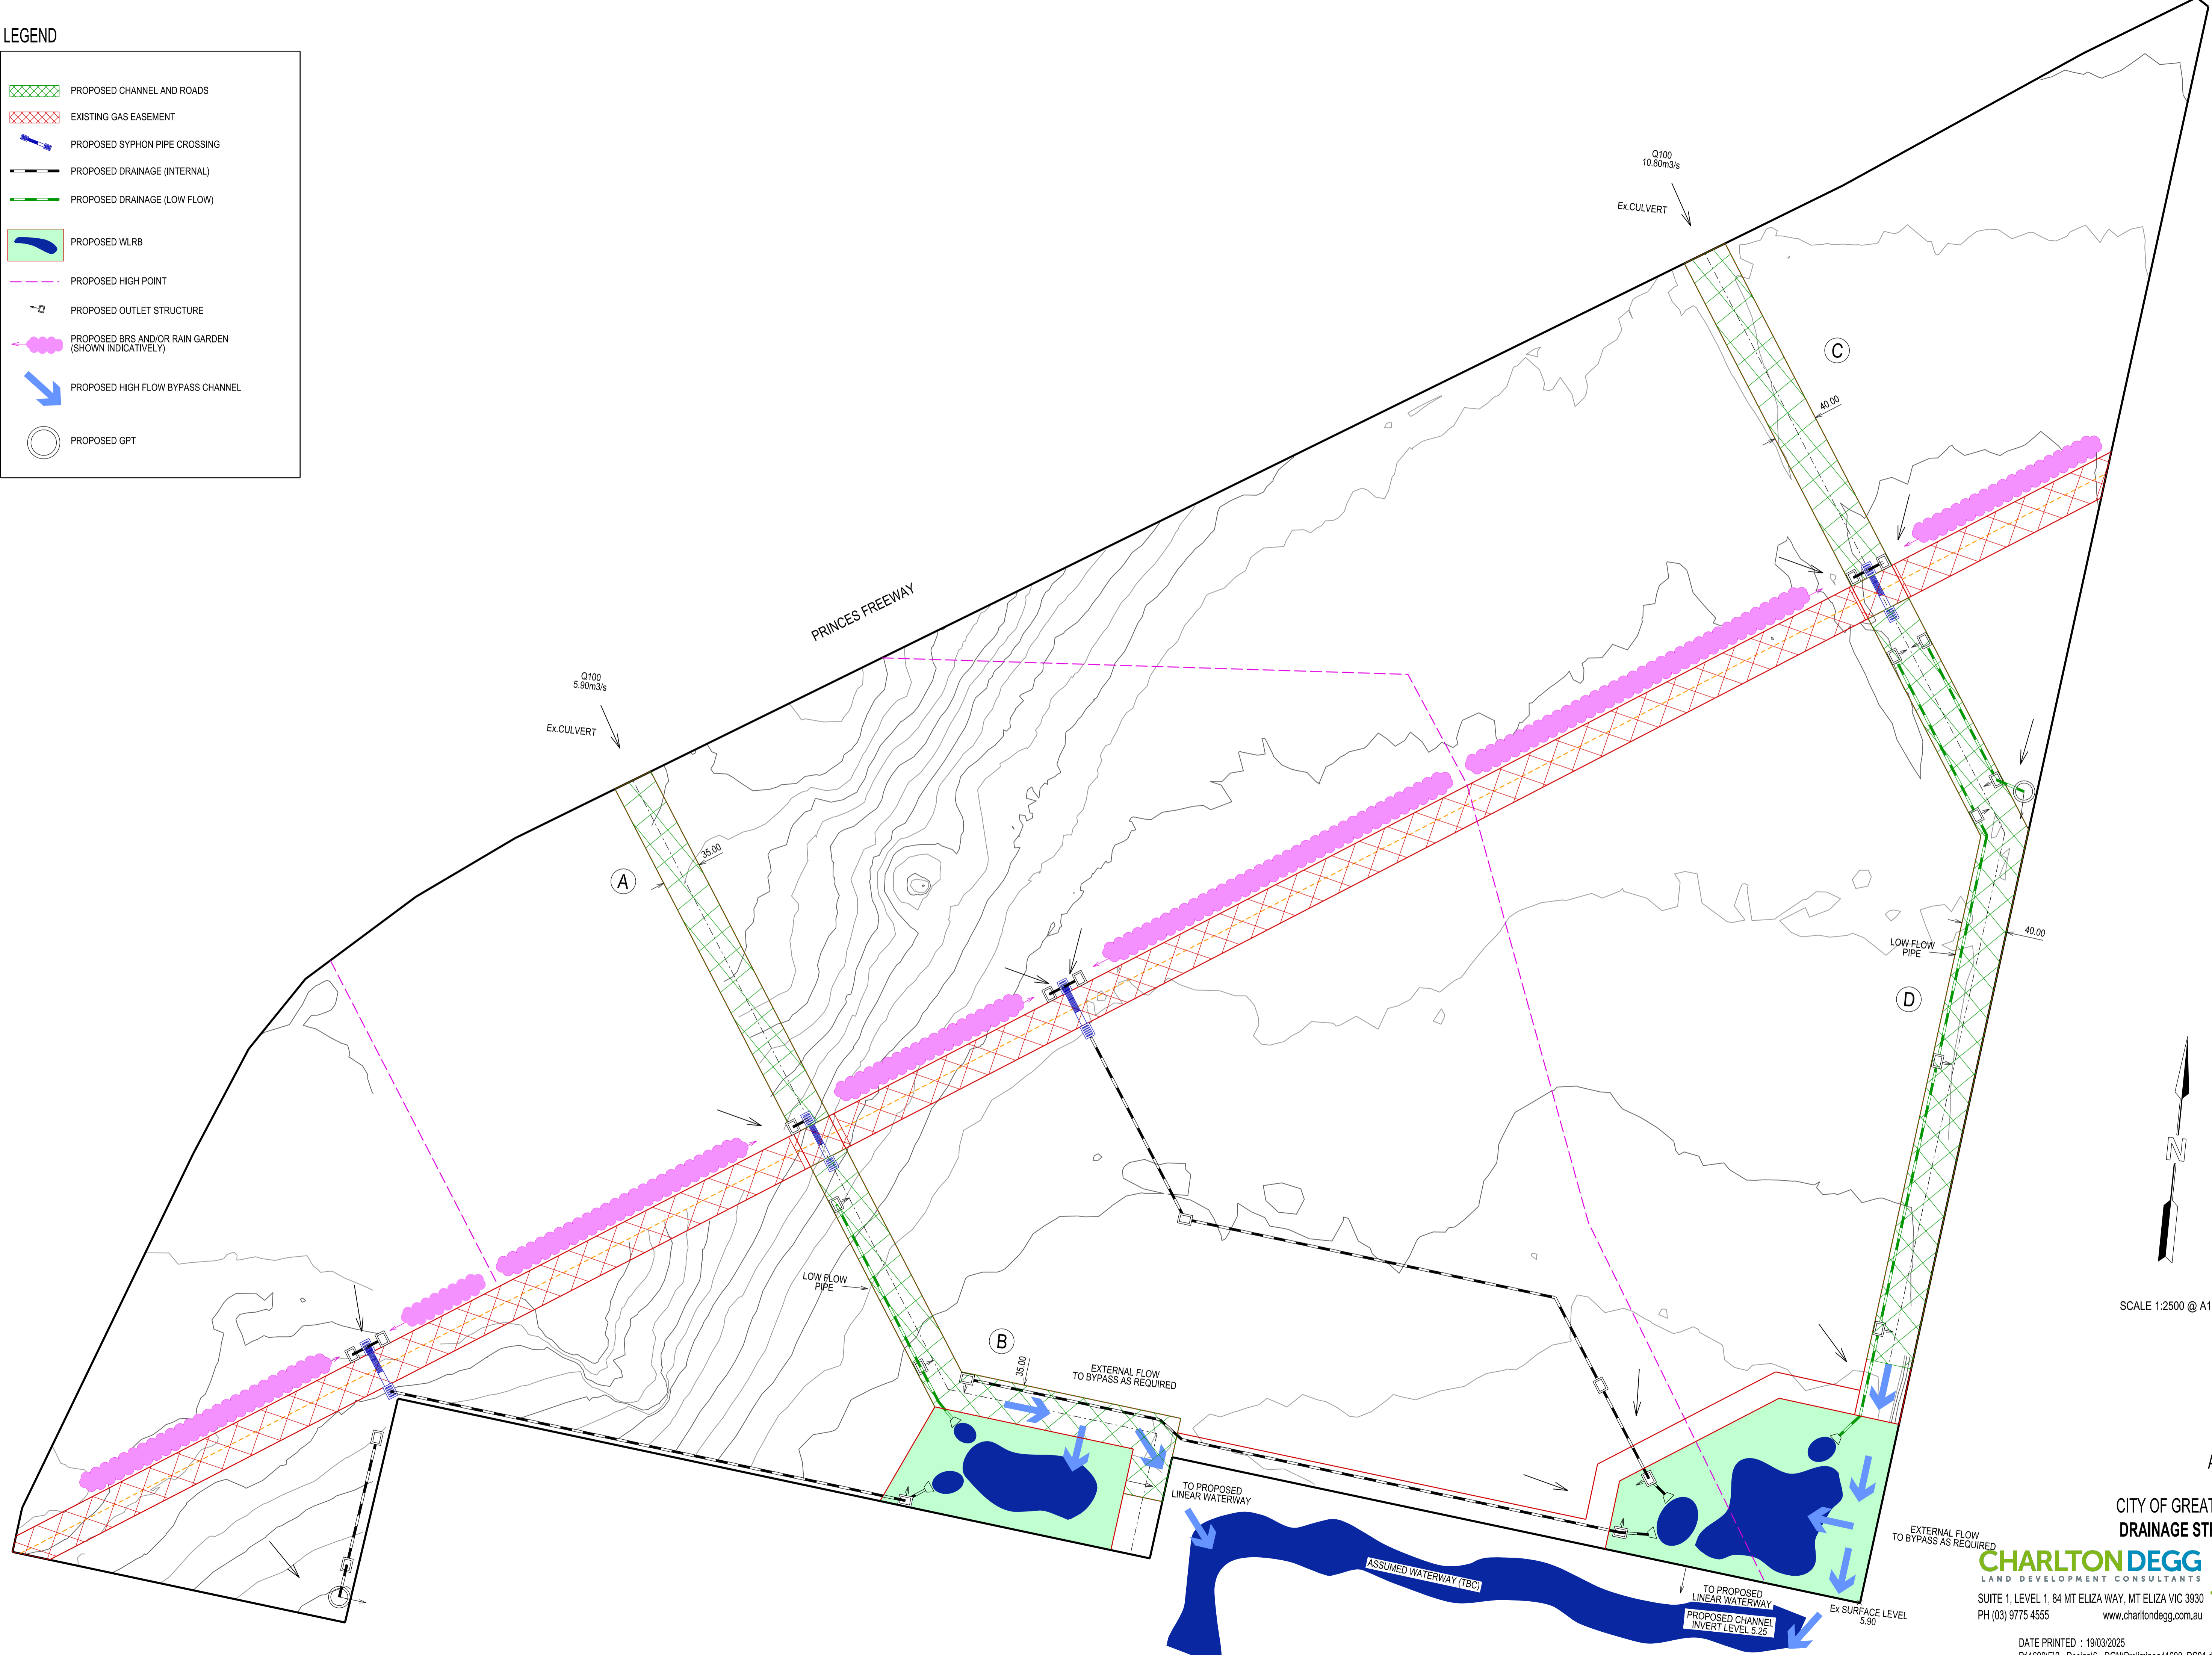 LEGEND
PROPOSED CHANNEL AND ROADS
EXISTING GAS EASEMENT
PROPOSED SYPHON PIPE CROSSING
PROPOSED DRAINAGE (INTERNAL)
PROPOSED DRAINAGE (LOW FLOW)
PROPOSED WLRB
PROPOSED HIGH POINT
PROPOSED OUTLET STRUCTURE
PROPOSED BRS AND/OR RAIN GARDEN
(SHOWN INDICATIVELY)
PROPOSED HIGH FLOW BYPASS CHANNEL
PROPOSED GPT
Q100
10.80m3/s
Ex.CULVERT
C
40.00
PRINCES FREEWAY
Q100
5.90m3/s
Ex.CULVERT
A
35.00
LOW FLOW
PIPE
40.00
D
LOW FLOW
PIPE
B
35.00
EXTERNAL FLOW
TO BYPASS AS REQUIRED
TO PROPOSED
LINEAR WATERWAY
ASSUMED WATERWAY (TBC)
TO PROPOSED
LINEAR WATERWAY
PROPOSED CHANNEL
INVERT LEVEL 5.25
Ex SURFACE LEVEL
5.90
EXTERNAL FLOW
TO BYPASS AS REQUIRED
N
SCALE 1:2500 @ A1
CITY OF GREAT
DRAINAGE
CHARLTONDEGG
LAND DEVELOPMENT CONSULTANTS
SUITE 1, LEVEL 1, 84 MT ELIZA WAY, MT ELIZA VIC 3930
PH (03) 9775 4555 www.charltondegg.com.au
DATE PRINTED : 19/03/2025